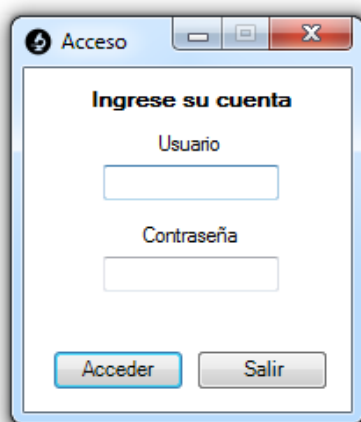 Acceso
Ingrese su cuenta
Usuario
Contraseña
Acceder Salir